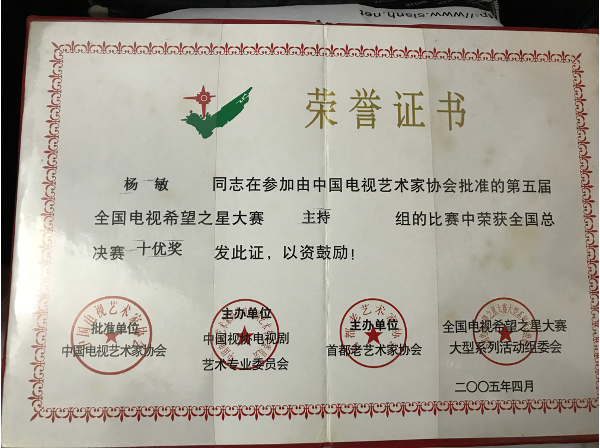 http://www.sianh.net
荣誉证书
杨敏 同志在参加由中国电视艺术家协会批准的第五届
全国电视希望之星大赛 主持 组的比赛中荣获全国总
决赛 十优奖 发此证，以资鼓励！
批准单位
中国电视艺术家协会
主办单位
中国视协电视剧
艺术专业委员会
主办单位
首都老艺术家协会
全国电视希望之星大赛
大型系列活动组委会
二〇〇五年四月